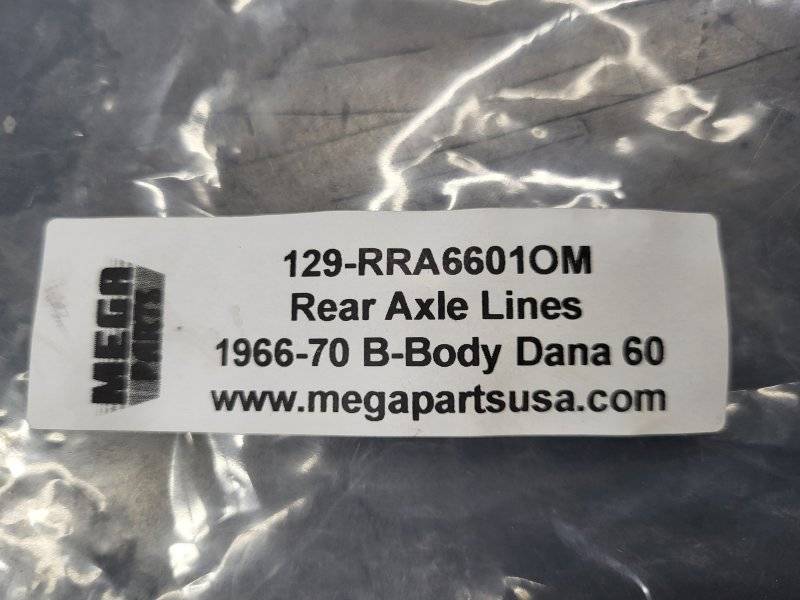 MEGA
PARTS
129-RRA6601OM
Rear Axle Lines
1966-70 B-Body Dana 60
www.megapartsusa.com